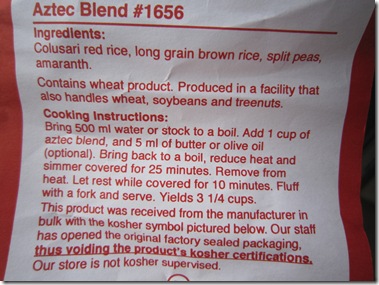 Aztec Blend #1656
Ingredients:
Colusari red rice, long grain brown rice, split peas,
amaranth.
Contains wheat product. Produced in a facility that
also handles wheat, soybeans and treenuts.
Cooking Instructions:
Bring 500 ml water or stock to a boil. Add 1 cup of
aztec blend, and 5 ml of butter or olive oil
(optional). Bring back to a boil, reduce heat and
simmer covered for 25 minutes. Remove from
heat. Let rest while covered for 10 minutes. Fluff
with a fork and serve. Yields 3 1/4 cups.
This product was received from the manufacturer in
bulk with the kosher symbol pictured below. Our staff
has opened the original factory sealed packaging,
thus voiding the product's kosher certifications.
Our store is not kosher supervised.